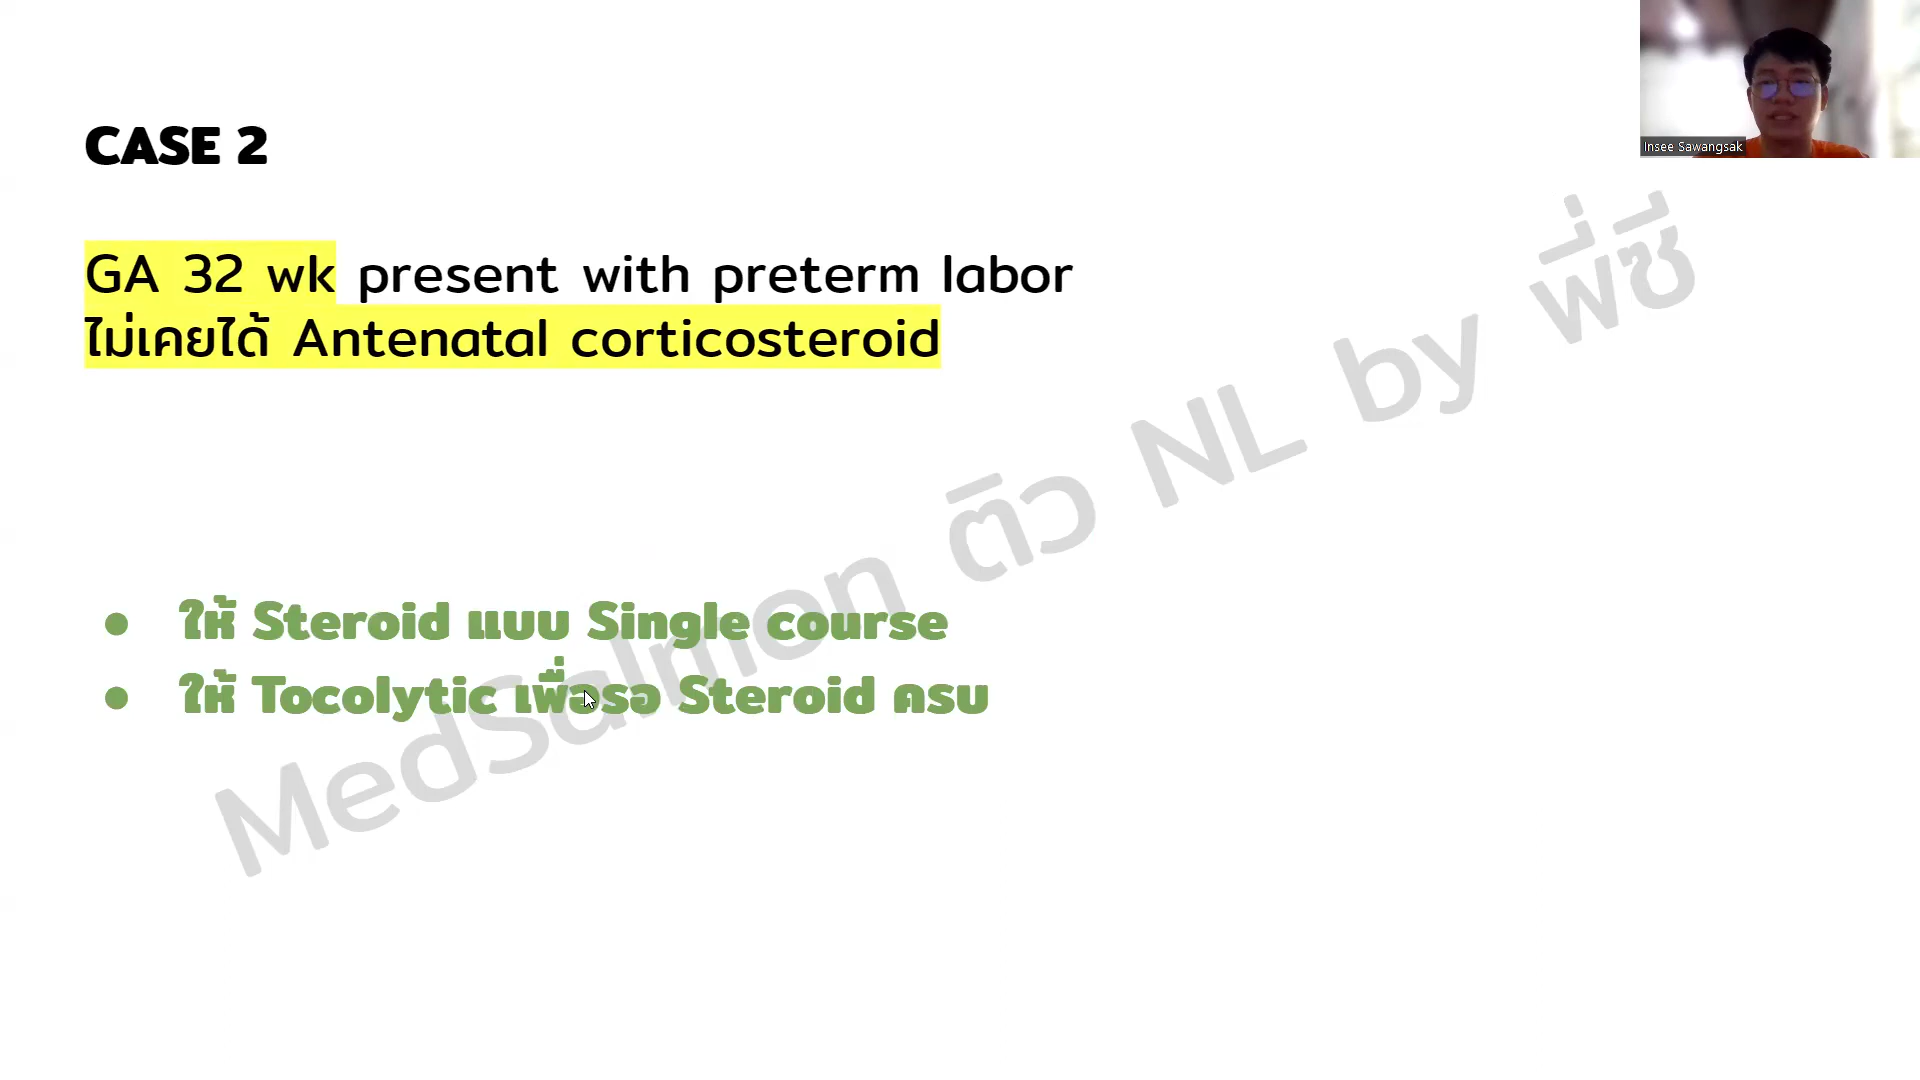 Insee Sawangsak
CASE 2
GA 32 wk present with preterm labor
ไม่เคยได้ Antenatal corticosteroid
● ให้ Steroid แบบ Single course
● ให้ Tocolytic เพื่อรอ Steroid ครบ
MedSalmon ติว NL by พี่ซี